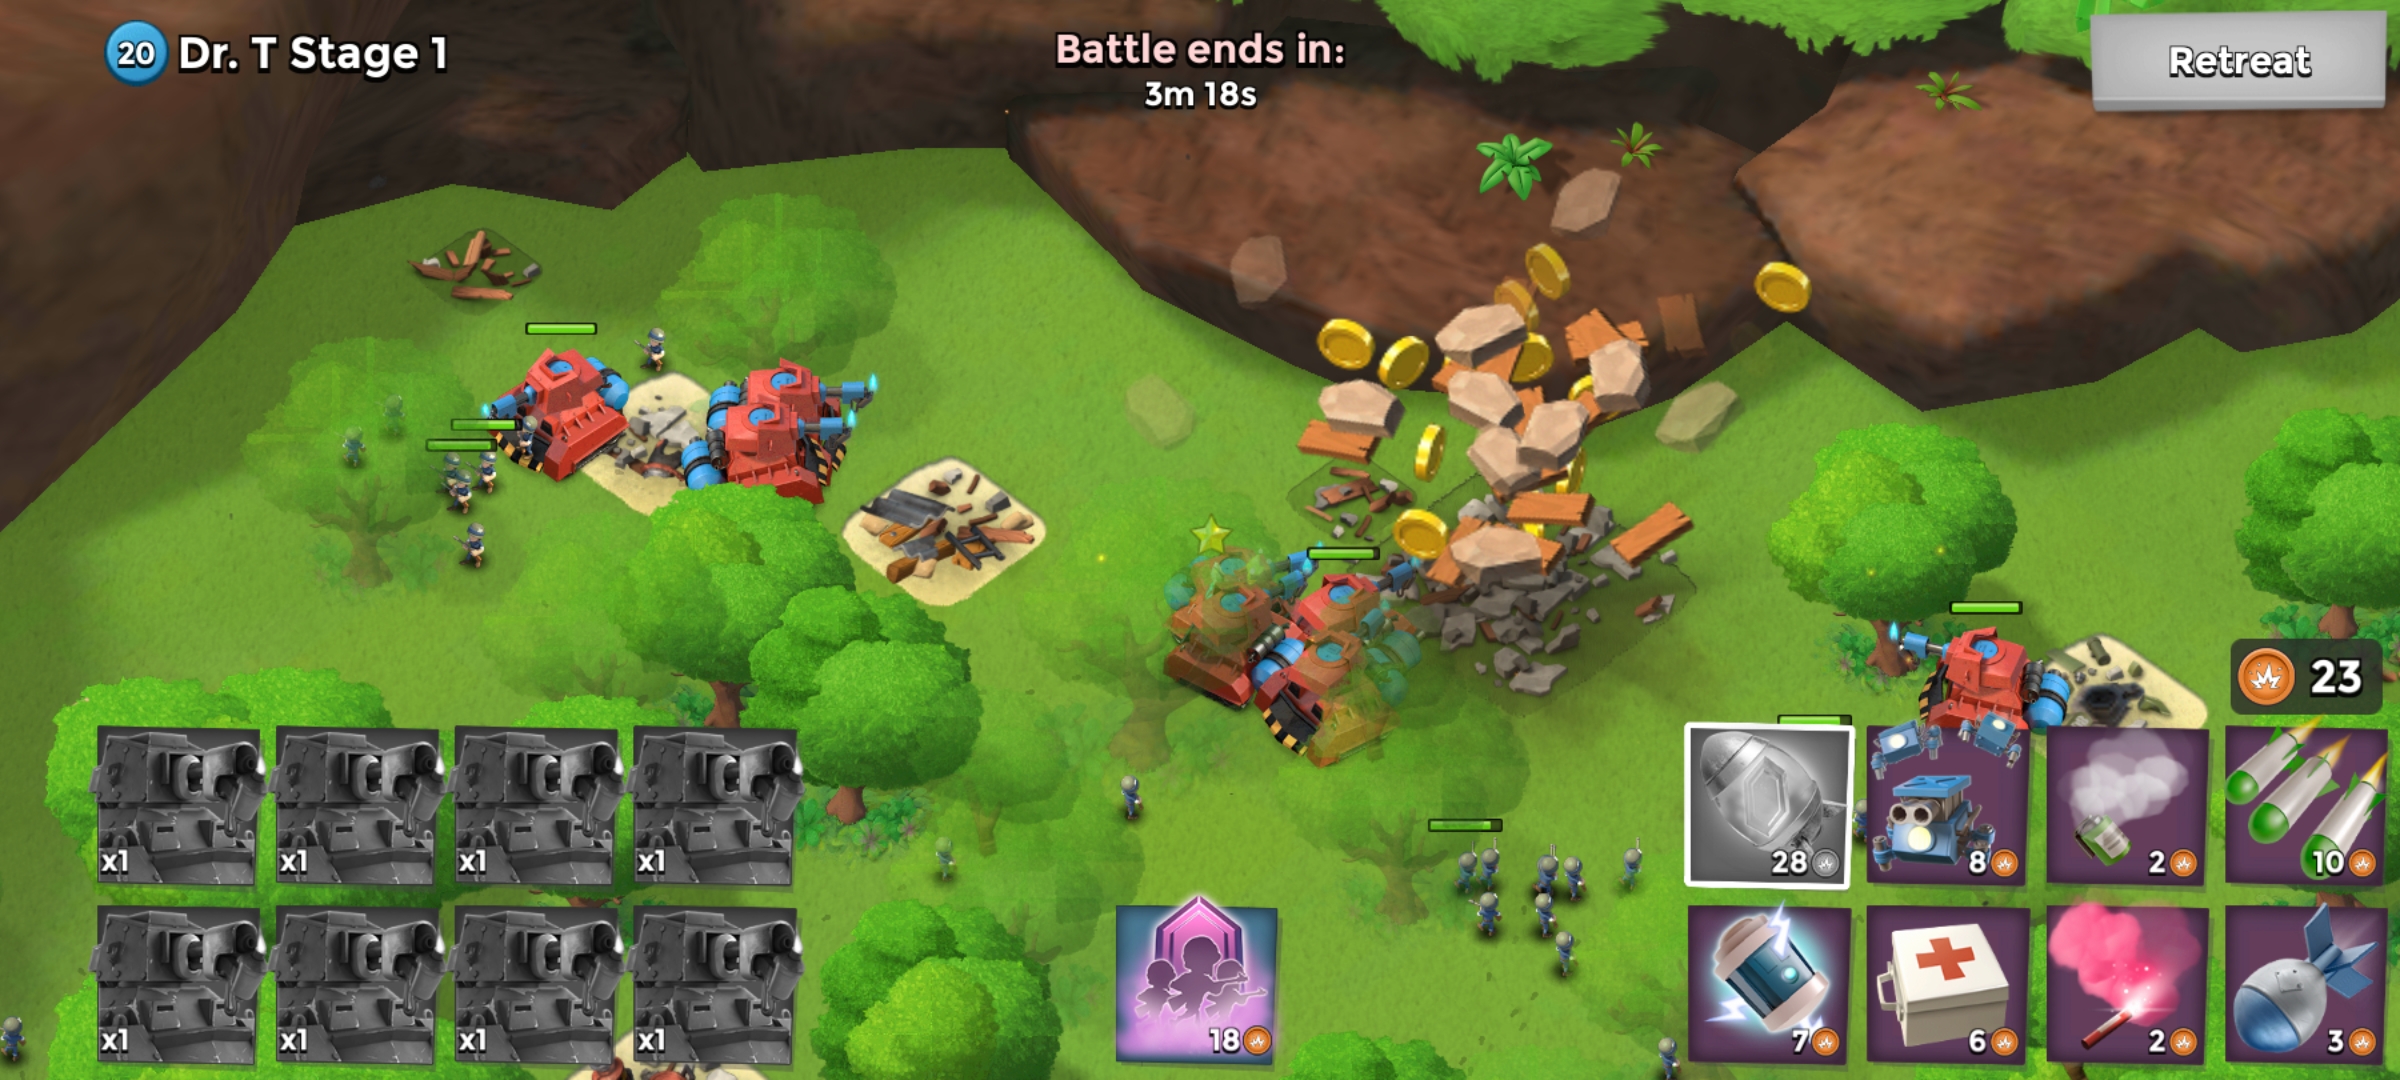 20 Dr. T Stage 1
Battle ends in:
3m 18s
Retreat
23
x1 x1 x1 x1
28 8 2 10
x1 x1 x1 x1
18
7 6 2 3